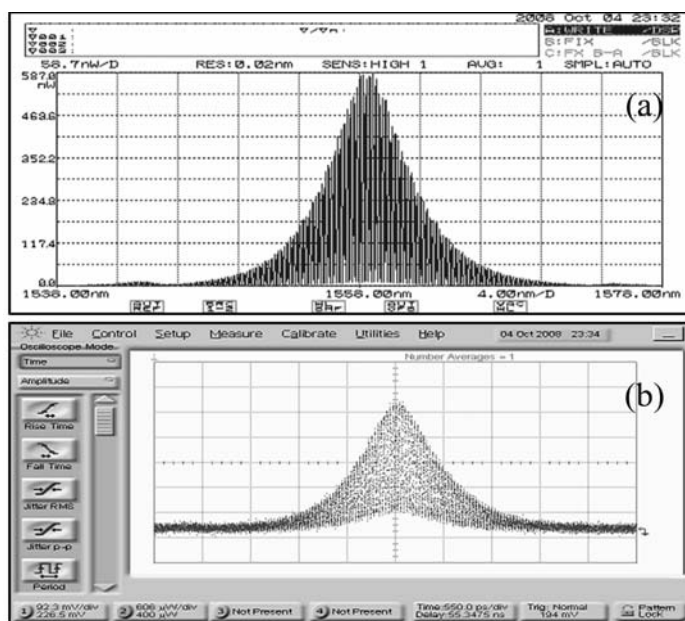 2008 Oct 04 23:32
A:WRITE /DSP
B:FIX /BLK
C:FX B-A /BLK
58.7nW/D RES:0.02nm SENS:HIGH 1 AVG: 1 SMPL:AUTO
587.0
nW
(a)
469.6
352.2
234.8
117.4
0.0
1538.00nm 1558.00nm 4.00nm/D 1578.00nm
File Control Setup Measure Calibrate Utilities Help 04 Oct 2008 23:34
Oscilloscope Mode
Time
Number Averages = 1
Amplitude
(b)
Rise Time
Fall Time
Jitter RMS
Jitter p-p
Period
1) 92.3 mV/div 2) 606 µW/div 3) Not Present 4) Not Present Time:550.0 ps/div Trig: Normal Pattern
226.5 mV 400 µW Delay:55.3475 ns 194 mV Lock